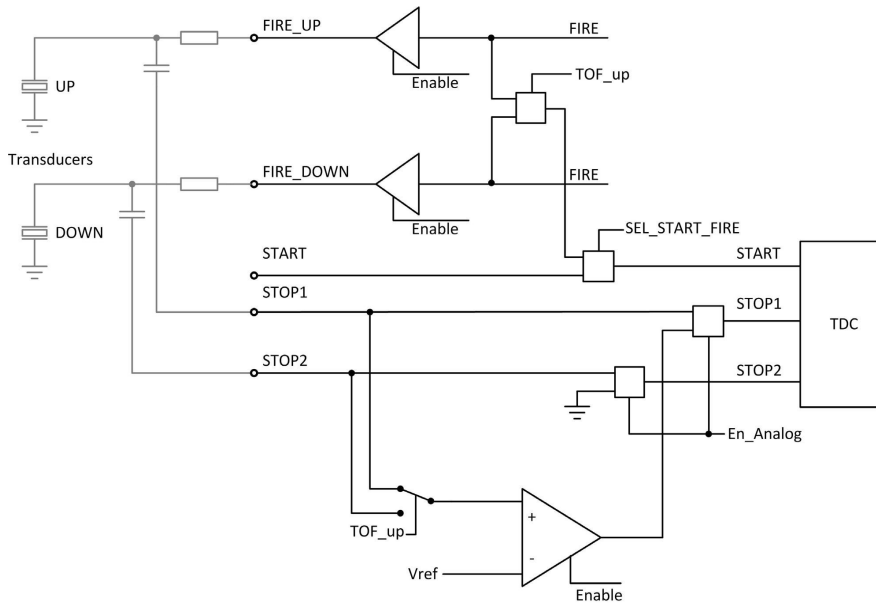 FIRE_UP
FIRE
UP
Enable
TOF_up
Transducers
FIRE_DOWN
FIRE
DOWN
Enable
SEL_START_FIRE
START
START
STOP1
STOP1
TDC
STOP2
STOP2
En_Analog
TOF_up
+
-
Vref
Enable